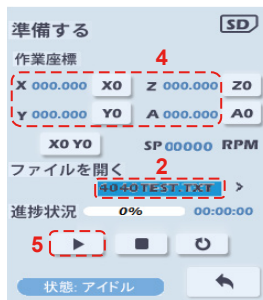 準備する SD
作業座標 4
X 000.000 X0 Z 000.000 Z0
Y 000.000 Y0 A 000.000 A0
X0 Y0 SP 00000 RPM
ファイルを開く 2
4040TEST.TXT >
進捗状況 0% 00:00:00
5
状態: アイドル